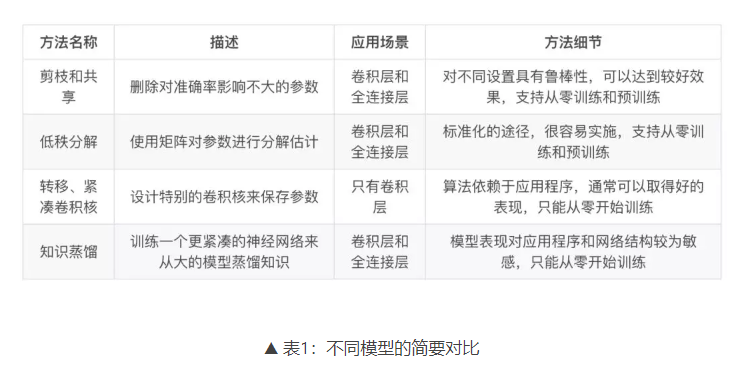 方法名称 描述 应用场景 方法细节
剪枝和共
享
删除对准确率影响不大的参数
卷积层和
全连接层
对不同设置具有鲁棒性，可以达到较好效
果，支持从零训练和预训练
低秩分解
使用矩阵对参数进行分解估计
卷积层和
全连接层
标准化的途径，很容易实施，支持从零训
练和预训练
转移、紧
凑卷积核
设计特别的卷积核来保存参数
只有卷积
层
算法依赖于应用程序，通常可以取得好的
表现，只能从零开始训练
知识蒸馏
训练一个更紧凑的神经网络来
从大的模型蒸馏知识
卷积层和
全连接层
模型表现对应用程序和网络结构较为敏
感，只能从零开始训练
▲ 表1：不同模型的简要对比